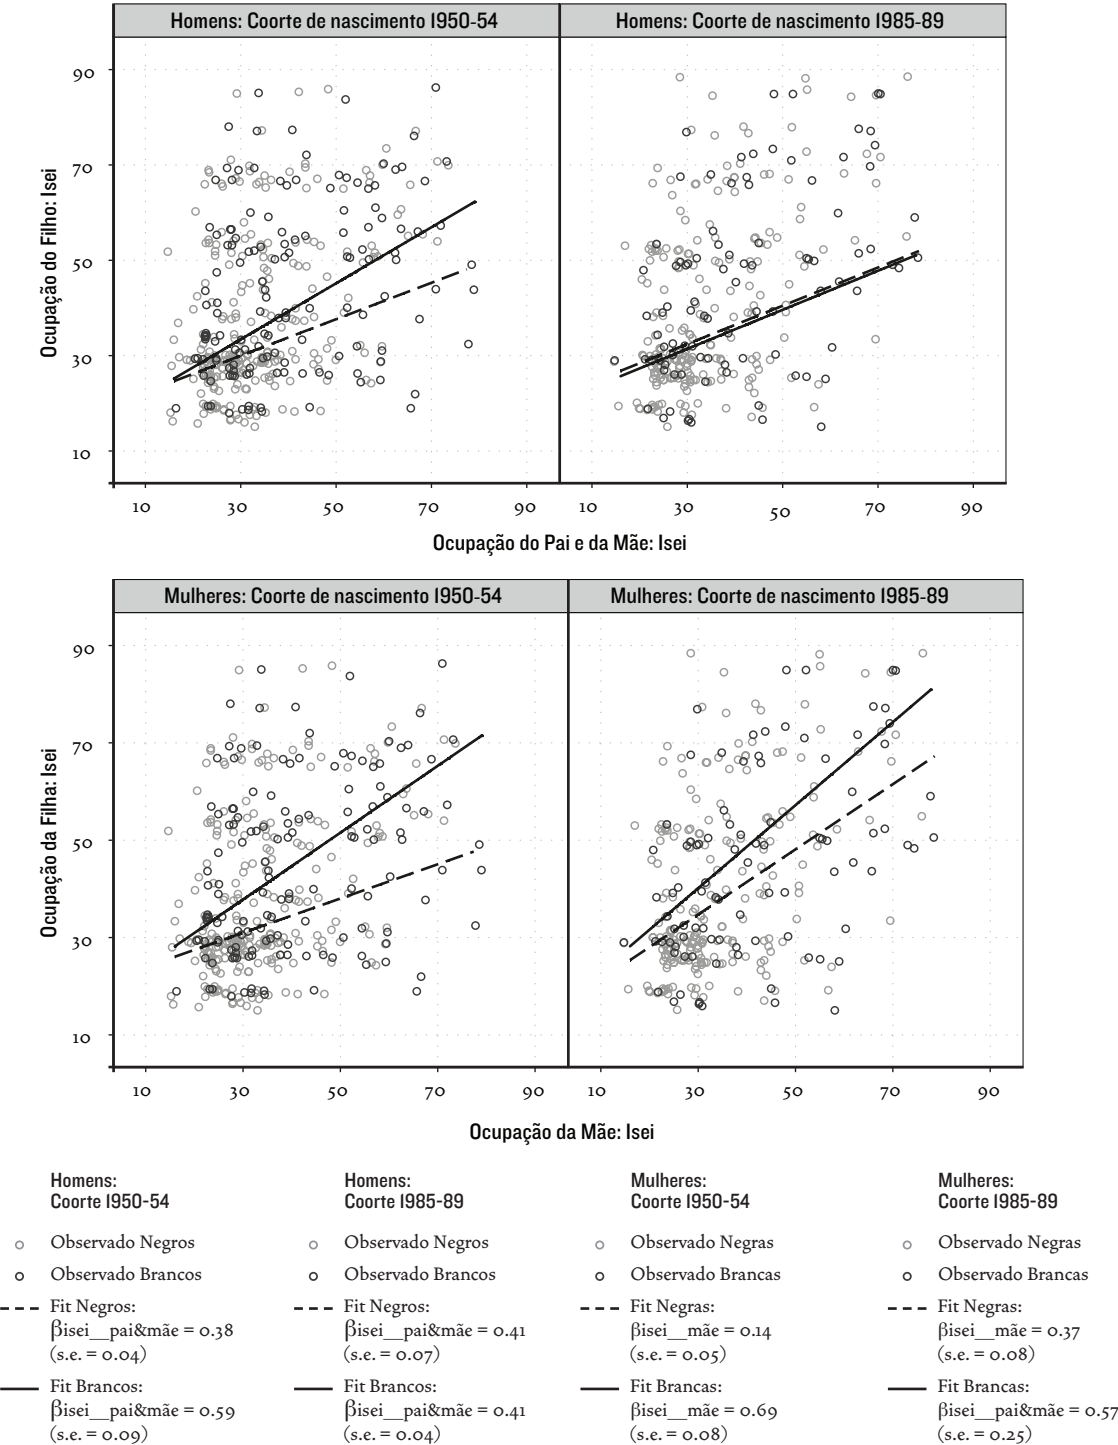 Homens: Coorte de nascimento 1950-54
Homens: Coorte de nascimento 1985-89
Ocupação do Filho: Isei
90
70
50
30
10
10 30 50 70 90
10 30 50 70 90
Ocupação do Pai e da Mãe: Isei
Mulheres: Coorte de nascimento 1950-54
Mulheres: Coorte de nascimento 1985-89
Ocupação da Filha: Isei
90
70
50
30
10
10 30 50 70 90
10 30 50 70 90
Ocupação da Mãe: Isei
Homens:
Coorte 1950-54
Observado Negros
Observado Brancos
Fit Negros:
βisei__pai&mãe = 0.38
(s.e. = 0.04)
Fit Brancos:
βisei__pai&mãe = 0.59
(s.e. = 0.09)
Homens:
Coorte 1985-89
Observado Negros
Observado Brancos
Fit Negros:
βisei__pai&mãe = 0.41
(s.e. = 0.07)
Fit Brancos:
βisei__pai&mãe = 0.41
(s.e. = 0.04)
Mulheres:
Coorte 1950-54
Observado Negras
Observado Brancas
Fit Negras:
βisei__mãe = 0.14
(s.e. = 0.05)
Fit Brancas:
βisei__mãe = 0.69
(s.e. = 0.08)
Mulheres:
Coorte 1985-89
Observado Negras
Observado Brancas
Fit Negras:
βisei__mãe = 0.37
(s.e. = 0.08)
Fit Brancas:
βisei__pai&mãe = 0.57
(s.e. = 0.25)